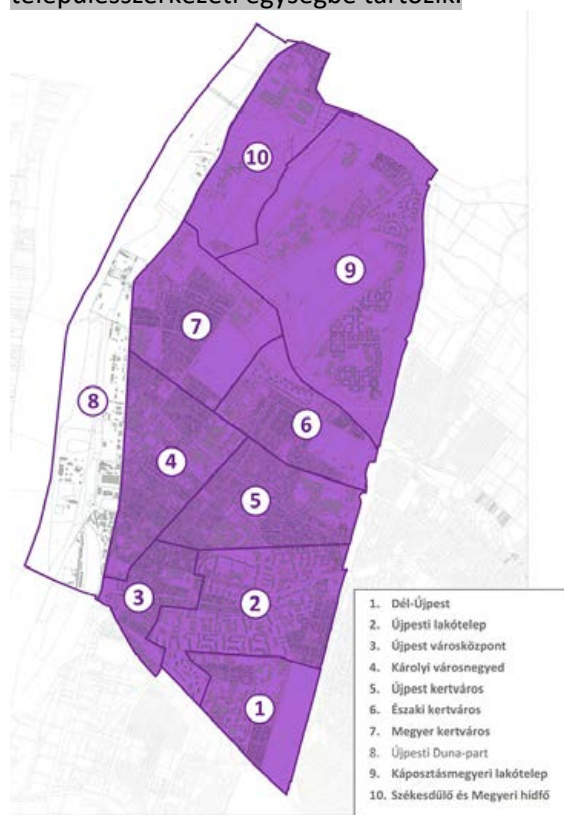 településszerkezeti egységbe tartozik.
10
9
7
8
6
4
5
3
2
1
1. Dél-Újpest
2. Újpesti lakótelep
3. Újpest városközpont
4. Károlyi városnegyed
5. Újpest kertváros
6. Északi kertváros
7. Megyer kertváros
8. Újpesti Duna-part
9. Káposztásmegyeri lakótelep
10. Székesdűlő és Megyeri hídfő